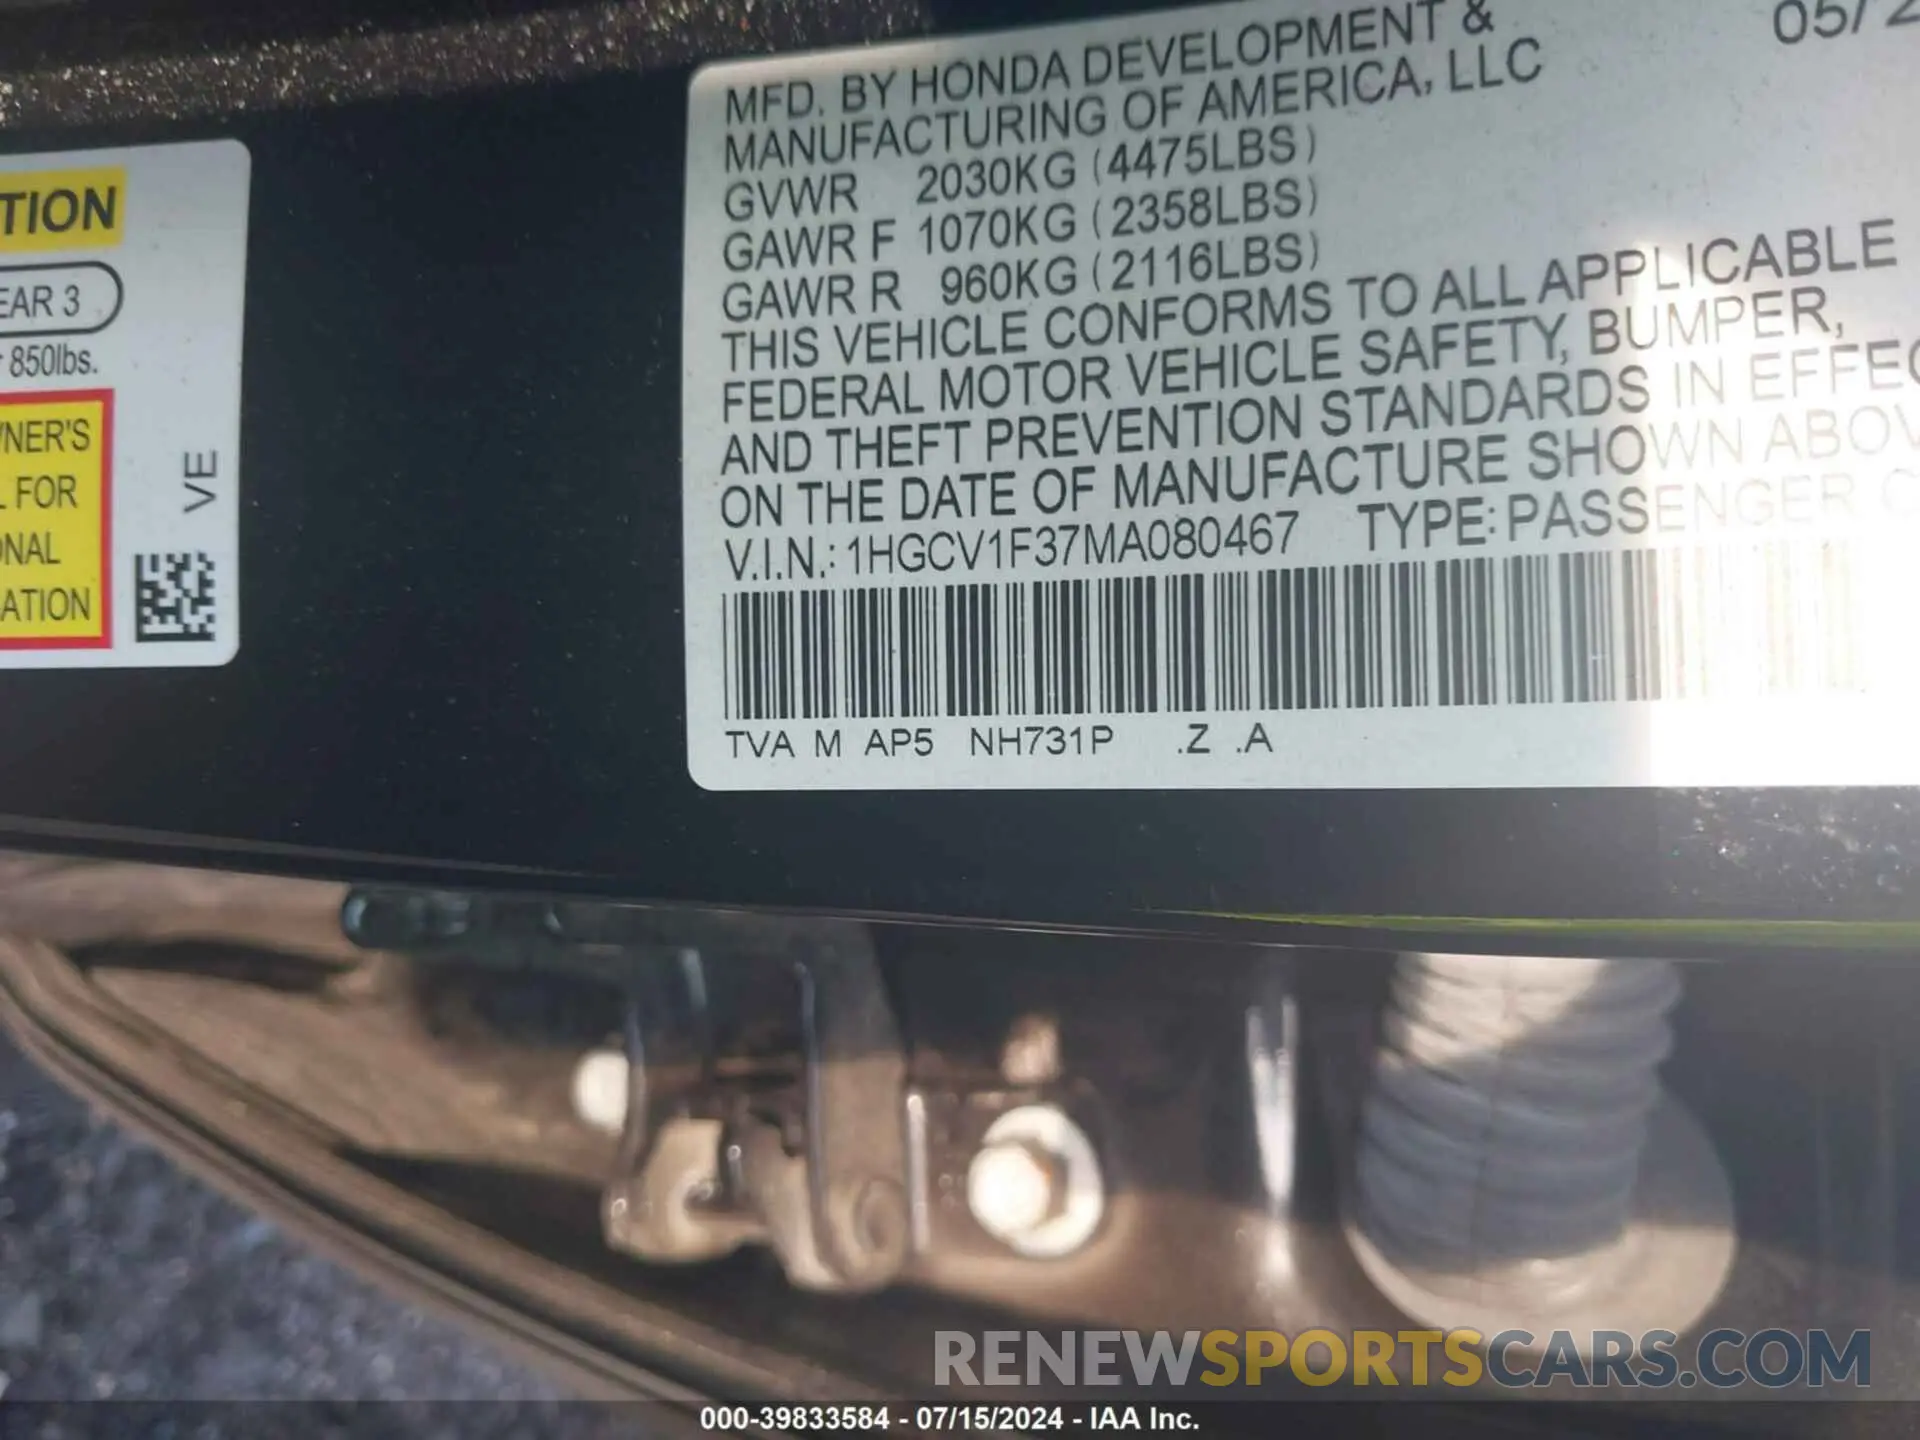 TION
EAR 3
850lbs.
NER'S
FOR
NAL
ATION
VE
MFD. BY HONDA DEVELOPMENT &
MANUFACTURING OF AMERICA, LLC
05/2
GVWR 2030KG (4475LBS)
GAWR F 1070KG (2358LBS)
GAWR R 960KG (2116LBS)
THIS VEHICLE CONFORMS TO ALL APPLICABLE
FEDERAL MOTOR VEHICLE SAFETY, BUMPER,
AND THEFT PREVENTION STANDARDS IN EFFEC
ON THE DATE OF MANUFACTURE SHOWN ABOV
V.I.N.: 1HGCV1F37MA080467 TYPE: PASSENGER C
TVA M AP5 NH731P .Z .A
RENEWSPORTSCARS.COM
000-39833584 - 07/15/2024 - IAA Inc.